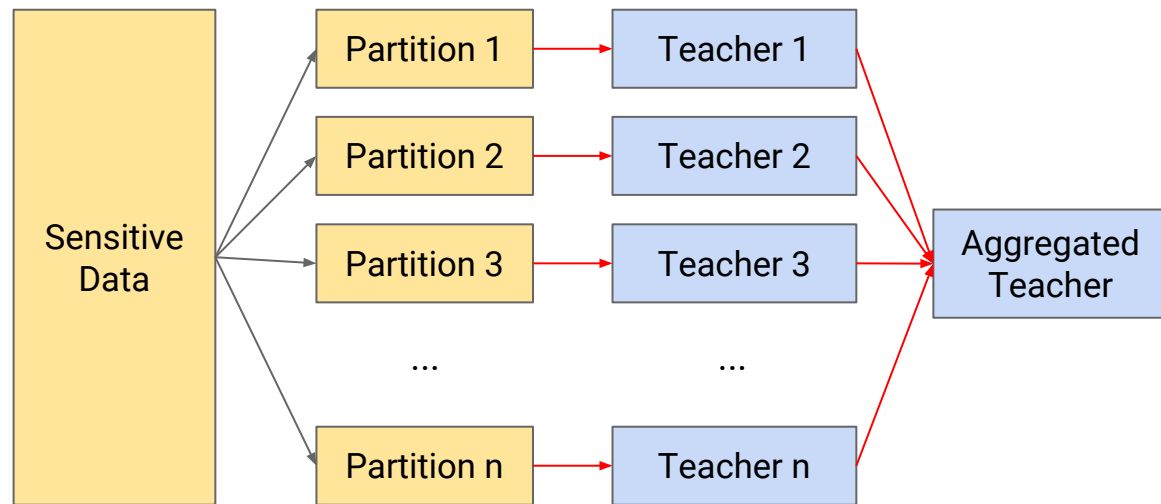 Sensitive
Data
Partition 1
Teacher 1
Partition 2
Teacher 2
Partition 3
Teacher 3
...
...
Partition n
Teacher n
Aggregated
Teacher